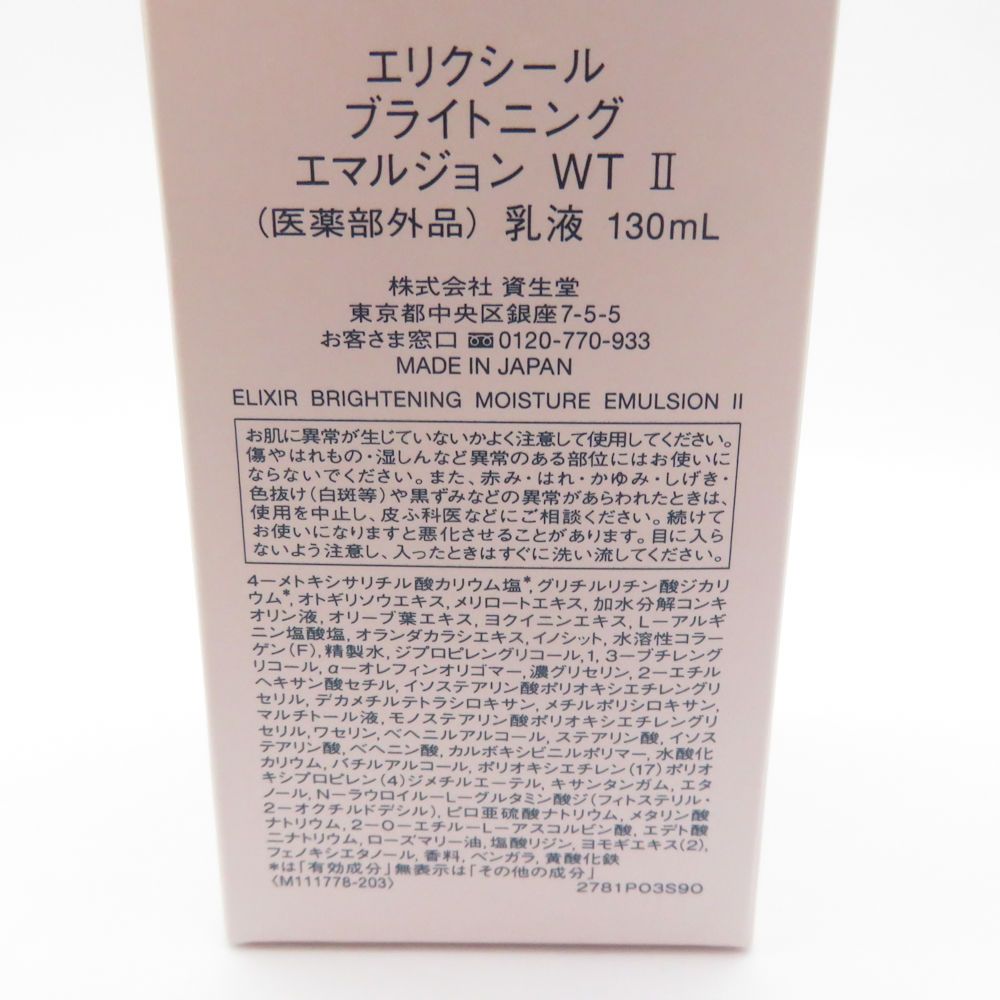 エリクシール
ブライトニング
エマルジョン WT Ⅱ
(医薬部外品) 乳液 130mL
株式会社 資生堂
東京都中央区銀座7-5-5
お客さま窓口 0120-770-933
MADE IN JAPAN
ELIXIR BRIGHTENING MOISTURE EMULSION II
お肌に異常が生じていないかよく注意して使用してください。
傷やはれもの・湿しんなど異常のある部位にはお使いに
ならないでください。また、赤み・はれ・かゆみ・しげき・
色抜け(白斑等)や黒ずみなどの異常があらわれたときは、
使用を中止し、皮ふ科医などにご相談ください。続けて
お使いになりますと悪化させることがあります。目に入ら
ないよう注意し、入ったときはすぐに洗い流してください。
4ーメトキシサリチル酸カリウム塩*, グリチルリチン酸ジカリ
ウム*, オトギリソウエキス, メリロートエキス, 加水分解コンキ
オリン液, オリーブ葉エキス, ヨクイニンエキス, Lーアルギ
ニン塩酸塩, オランダカラシエキス, イノシット, 水溶性コラー
ゲン(F), 精製水, ジプロピレングリコール, 1, 3ーブチレング
リコール, αーオレフィンオリゴマー, 濃グリセリン, 2ーエチル
ヘキサン酸セチル, イソステアリン酸ポリオキシエチレングリ
セリル, デカメチルテトラシロキサン, メチルポリシロキサン,
マルチトール液, モノステアリン酸ポリオキシエチレングリ
セリル, ワセリン, ベヘニルアルコール, ステアリン酸, イソス
テアリン酸, ベヘニン酸, カルボキシビニルポリマー, 水酸化
カリウム, バチルアルコール, ポリオキシエチレン(17)ポリオ
キシプロピレン(4)ジメチルエーテル, キサンタンガム, エタ
ノール, NーラウロイルーLーグルタミン酸ジ(フィトステリル・
2ーオクチルドデシル), ピロ亜硫酸ナトリウム, メタリン酸
ナトリウム, 2ーOーエチルーLーアスコルビン酸, エデト酸
二ナトリウム, ローズマリー油, 塩酸リジン, ヨモギエキス(2),
フェノキシエタノール, 香料, ベンガラ, 黄酸化鉄
*は「有効成分」無表示は「その他の成分」
〈M111778-203〉 2781PO3S9O